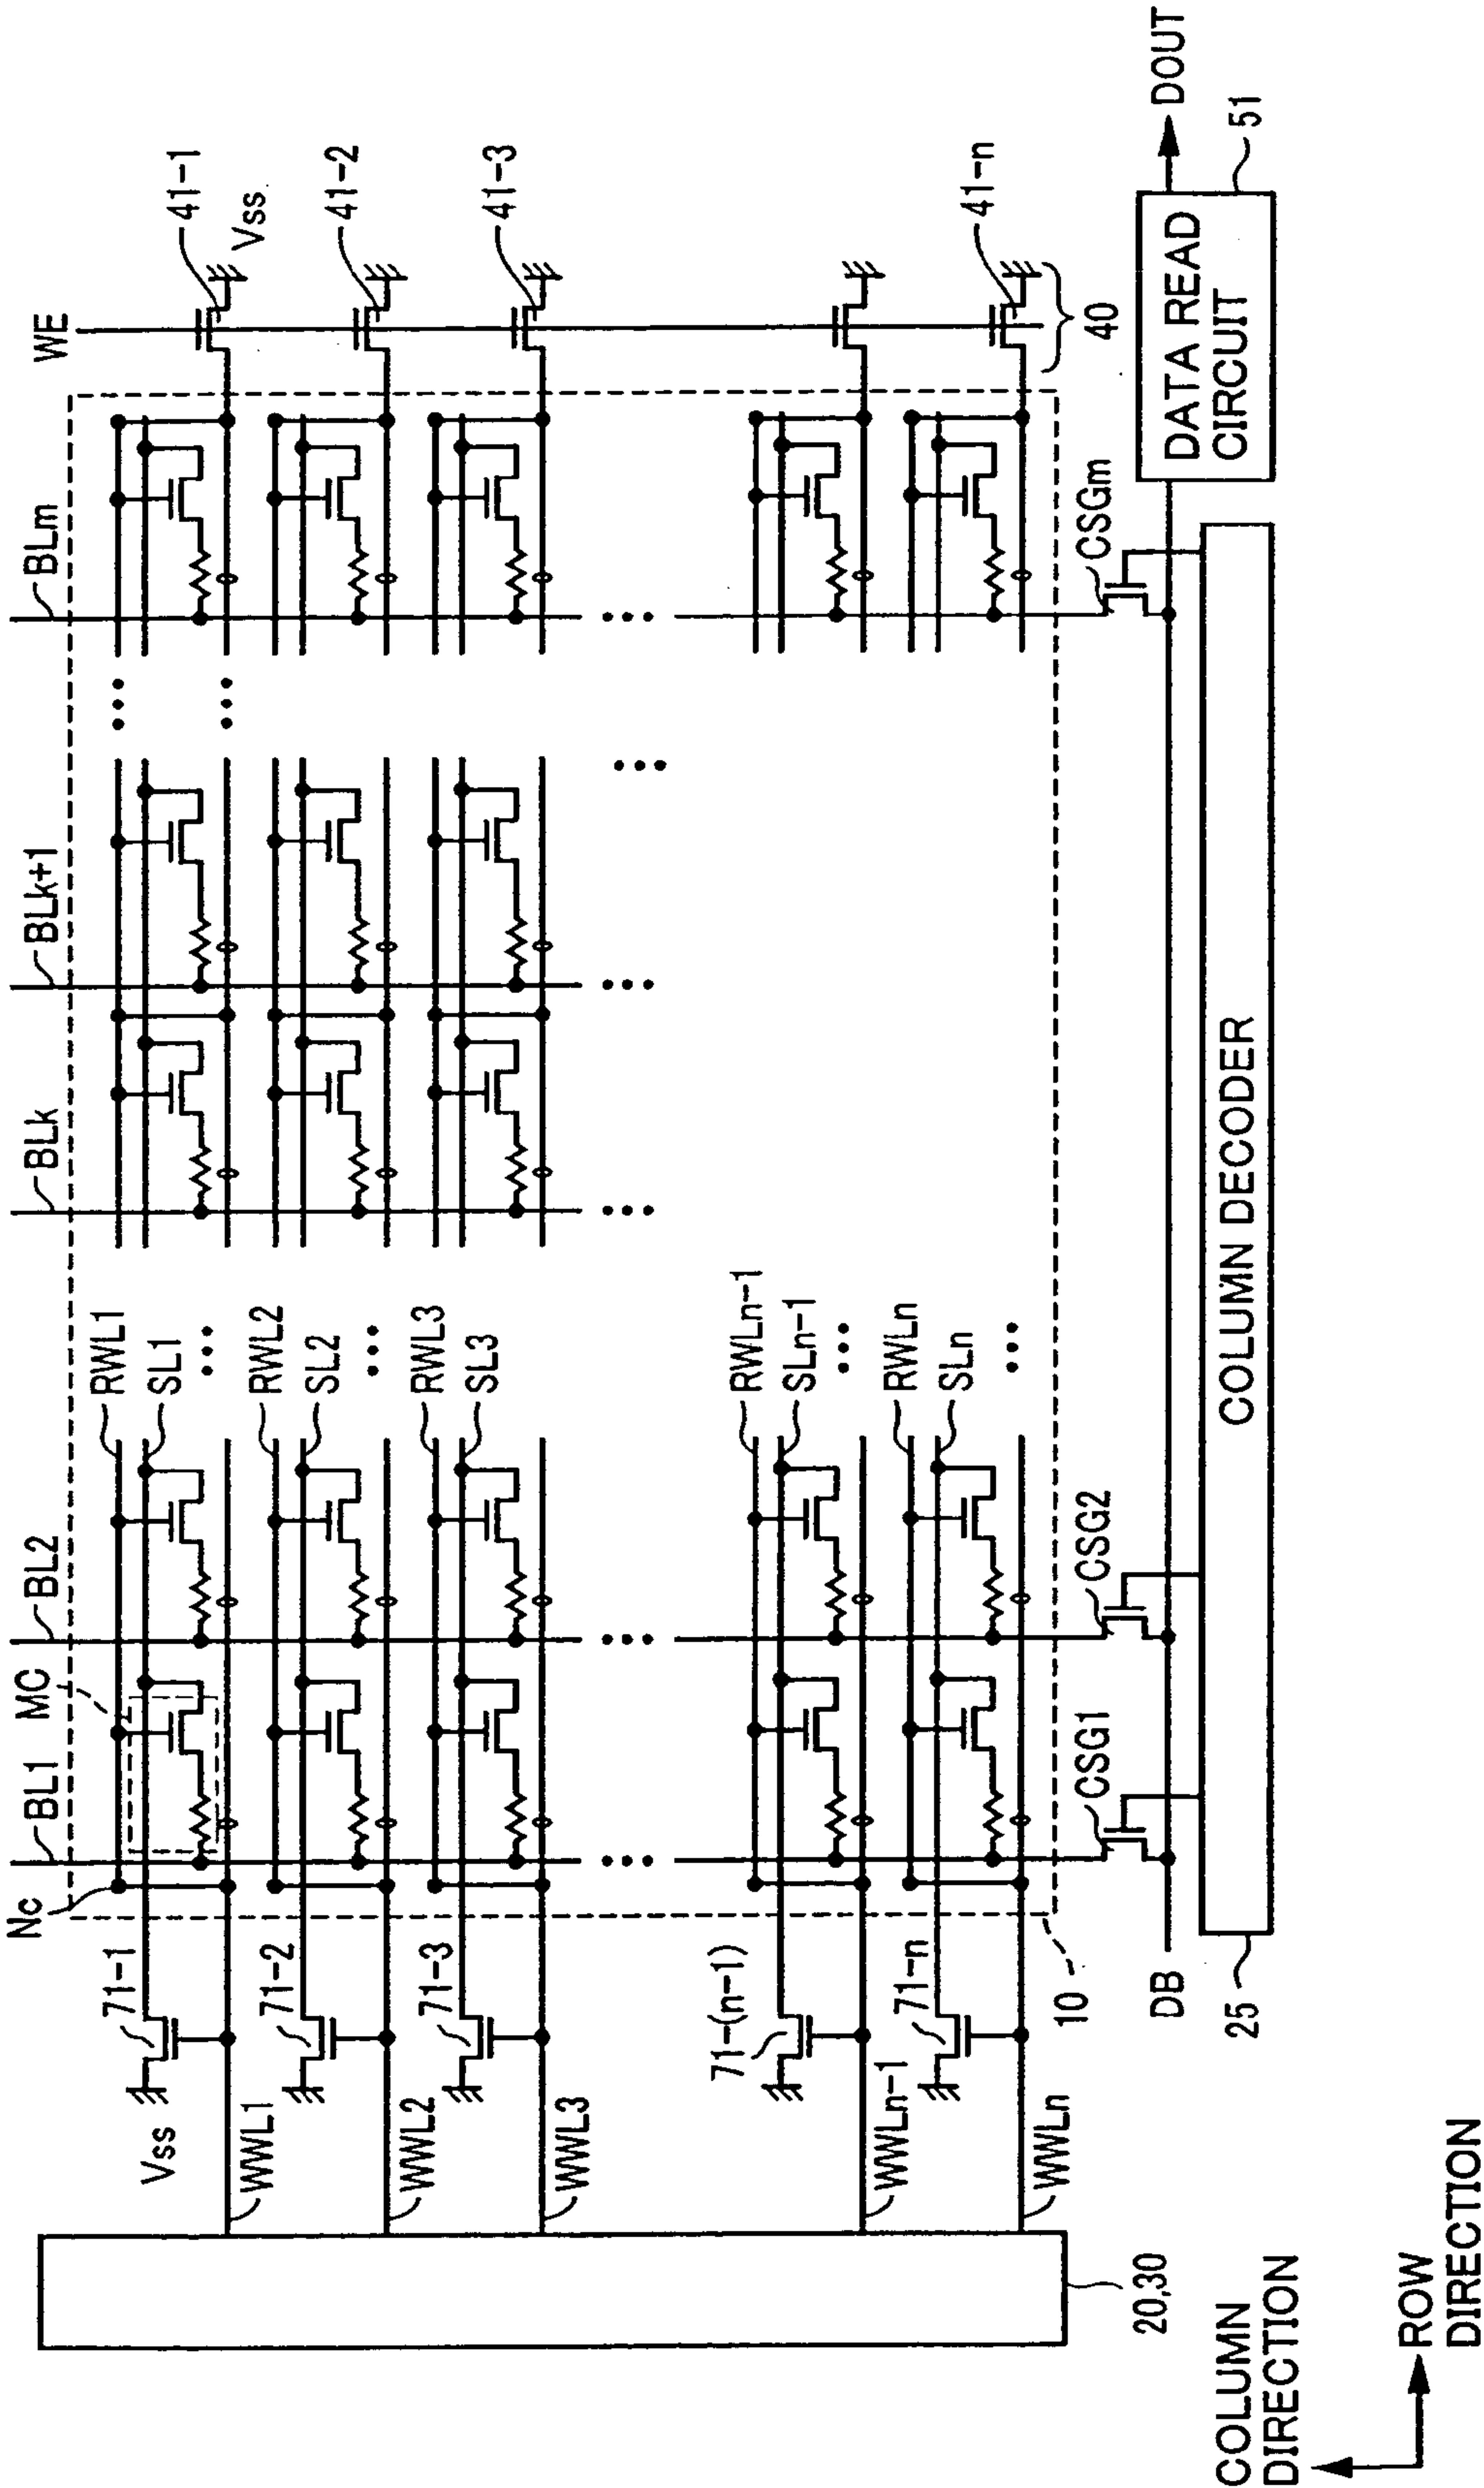 BL1
MC
BL2
BLk
BLk+1
BLm
WE
Nc
71-1
RWL1
SL1
41-1
Vss
Vss
WWL1
71-2
RWL2
SL2
41-2
WWL2
71-3
RWL3
SL3
41-3
WWL3
71-(n-1)
RWLn-1
SLn-1
WWLn-1
71-n
RWLn
SLn
41-n
WWLn
20,30
10
40
CSG1
CSG2
CSGm
DB
DATA READ
CIRCUIT
DOUT
51
25
COLUMN DECODER
COLUMN
DIRECTION
ROW
DIRECTION